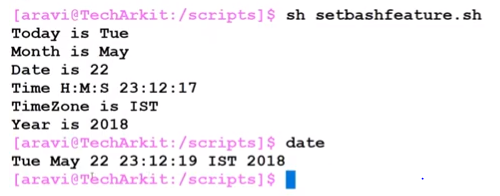 [aravi@TechArkit:/scripts]$ sh setbashfeature.sh
Today is Tue
Month is May
Date is 22
Time H:M:S 23:12:17
TimeZone is IST
Year is 2018
[aravi@TechArkit:/scripts]$ date
Tue May 22 23:12:19 IST 2018
[aravi@TechArkit:/scripts]$